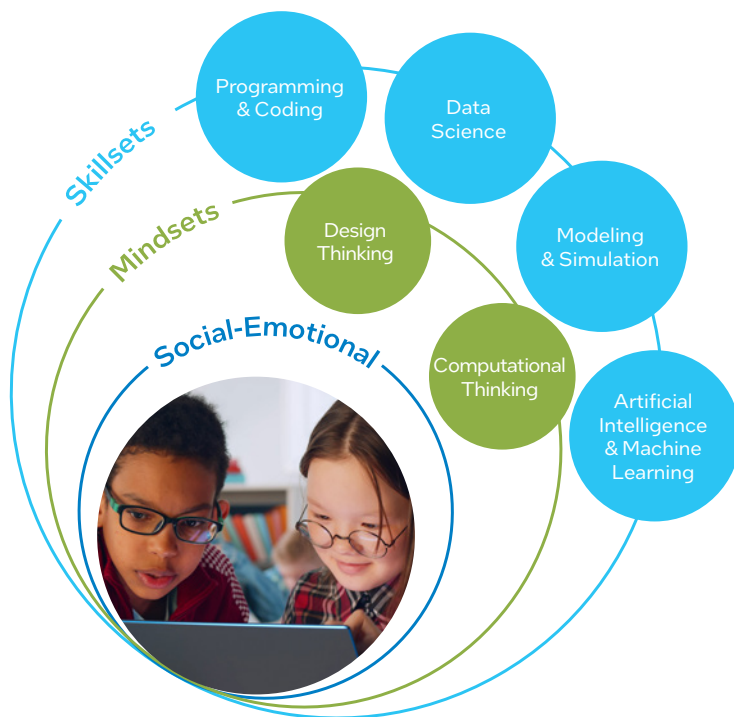 Skillsets
Programming
& Coding
Data
Science
Modeling
& Simulation
Artificial
Intelligence
& Machine
Learning
Mindsets
Design
Thinking
Computational
Thinking
Social-Emotional